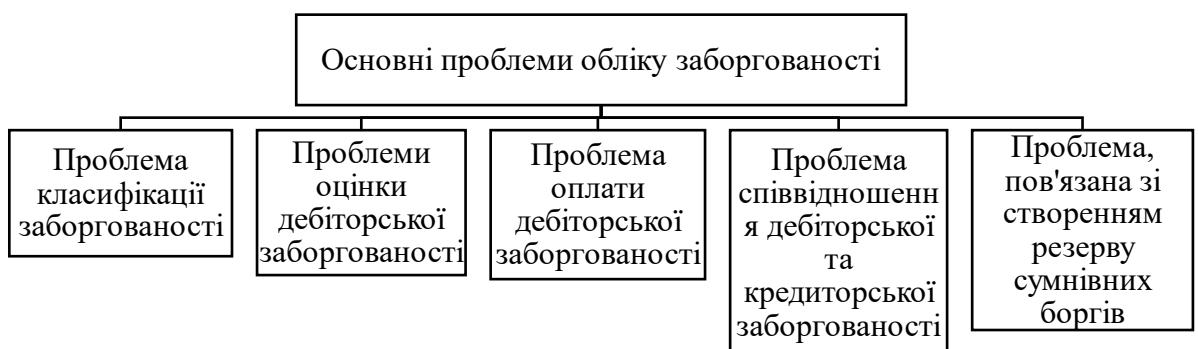 Основні проблеми обліку заборгованості
Проблема
класифікації
заборгованості
Проблеми
оцінки
дебіторської
заборгованості
Проблема
оплати
дебіторської
заборгованості
Проблема
співвідношенн
я дебіторської
та
кредиторської
заборгованості
Проблема,
пов'язана зі
створенням
резерву
сумнівних
боргів